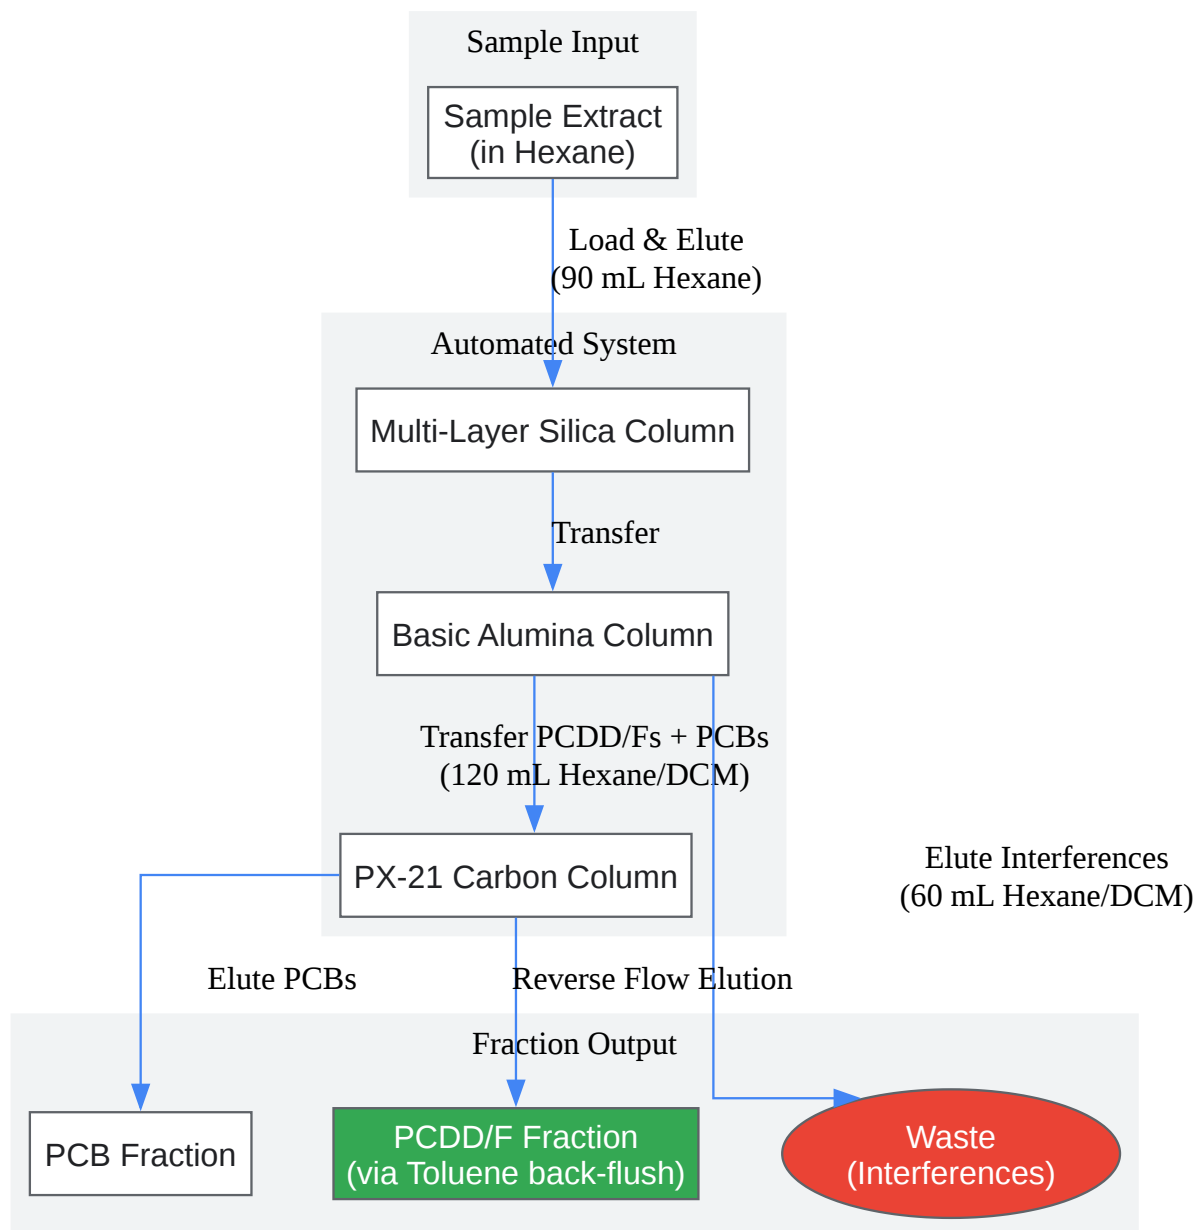 Sample Input
Sample Extract
(in Hexane)
Load & Elute
(90 mL Hexane)
Automated System
Multi-Layer Silica Column
Transfer
Basic Alumina Column
Transfer PCDD/Fs + PCBs
(120 mL Hexane/DCM)
PX-21 Carbon Column
Elute Interferences
(60 mL Hexane/DCM)
Elute PCBs
Reverse Flow Elution
Fraction Output
PCB Fraction
PCDD/F Fraction
(via Toluene back-flush)
Waste
(Interferences)